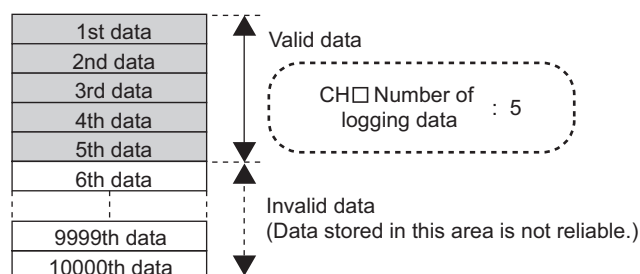 1st data
2nd data
3rd data
4th data
5th data
6th data
9999th data
10000th data
Valid data
CH□ Number of
logging data : 5
Invalid data
(Data stored in this area is not reliable.)